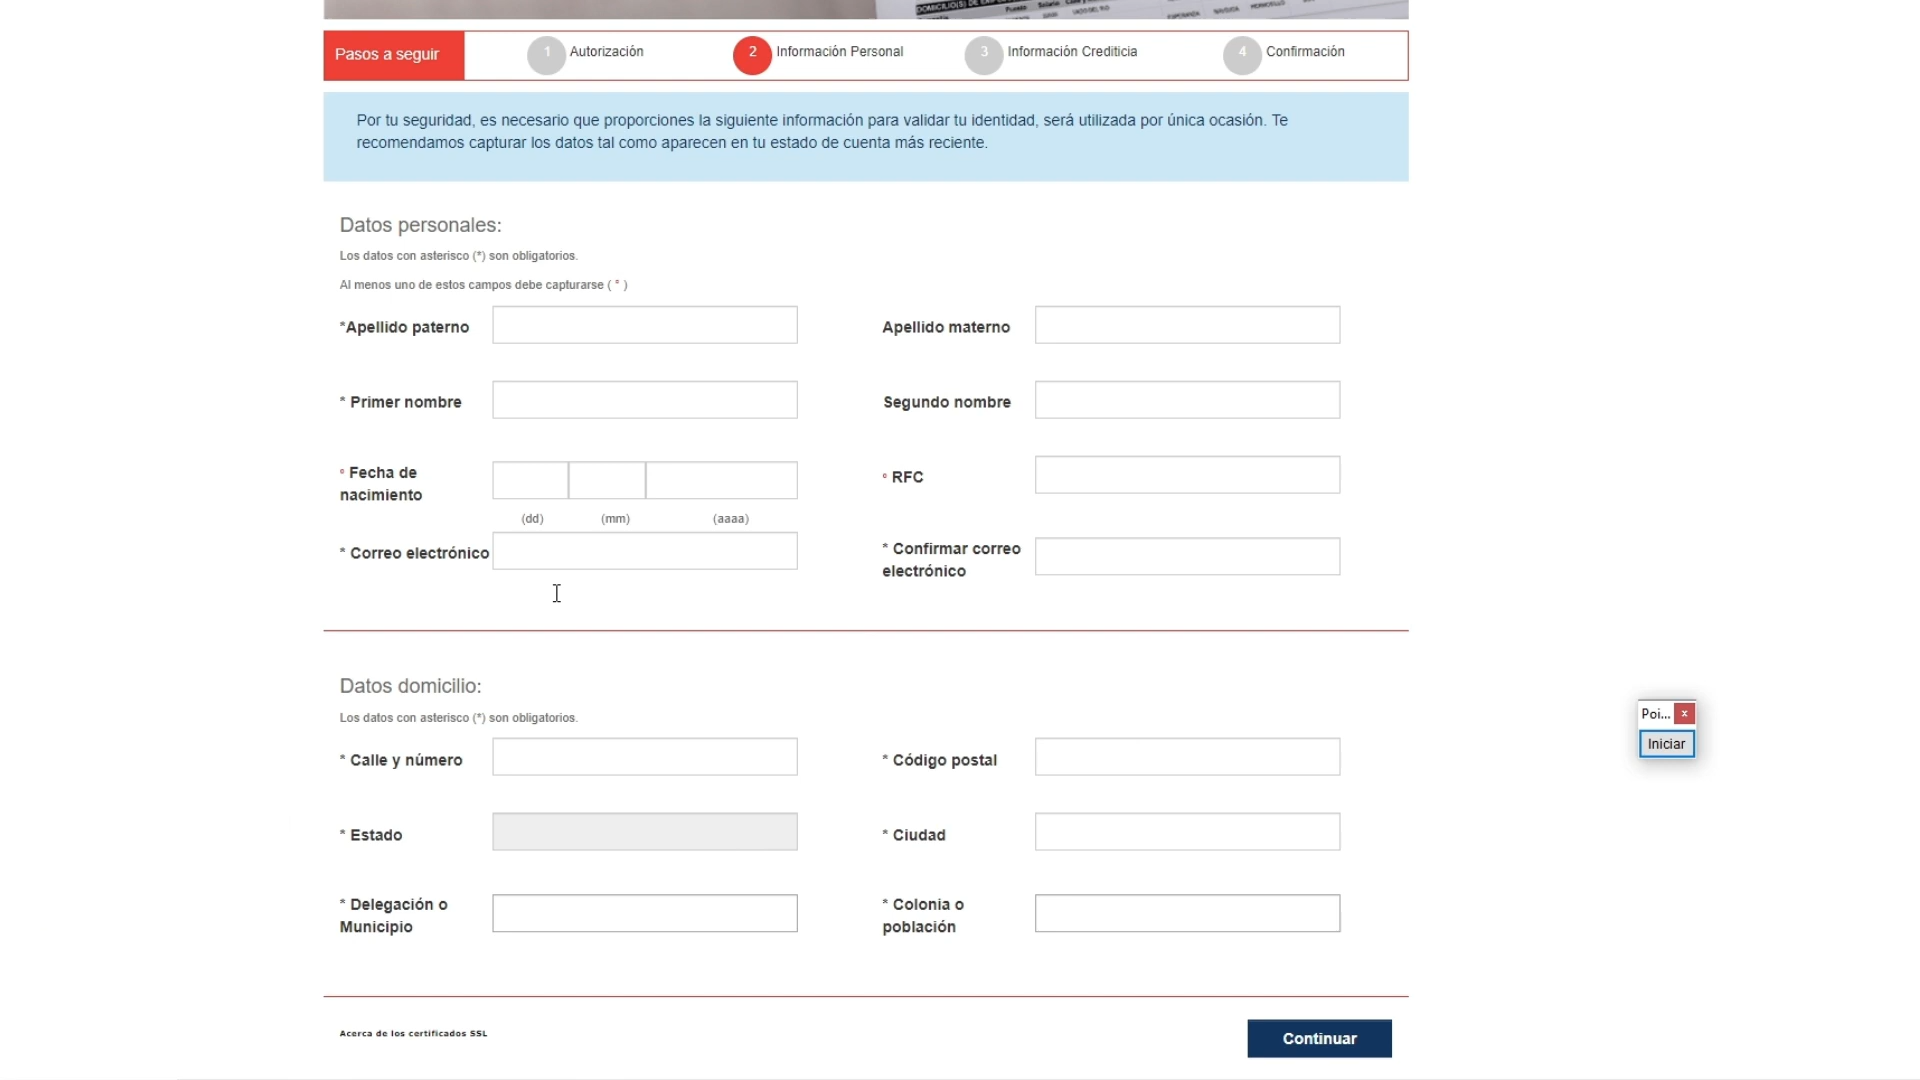 DOMICILIO(S) DE
Pasos a seguir
1 Autorización
2 Información Personal
3 Información Crediticia
4 Confirmación
Por tu seguridad, es necesario que proporciones la siguiente información para validar tu identidad, será utilizada por única ocasión. Te
recomendamos capturar los datos tal como aparecen en tu estado de cuenta más reciente.
Datos personales:
Los datos con asterisco (*) son obligatorios.
Al menos uno de estos campos debe capturarse ( ° )
*Apellido paterno
Apellido materno
* Primer nombre
Segundo nombre
° Fecha de
nacimiento
° RFC
(dd) (mm) (aaaa)
* Correo electrónico
* Confirmar correo
electrónico
Datos domicilio:
Los datos con asterisco (*) son obligatorios.
* Calle y número
* Código postal
* Estado
* Ciudad
* Delegación o
Municipio
* Colonia o
población
Poi... x
Iniciar
Acerca de los certificados SSL
Continuar